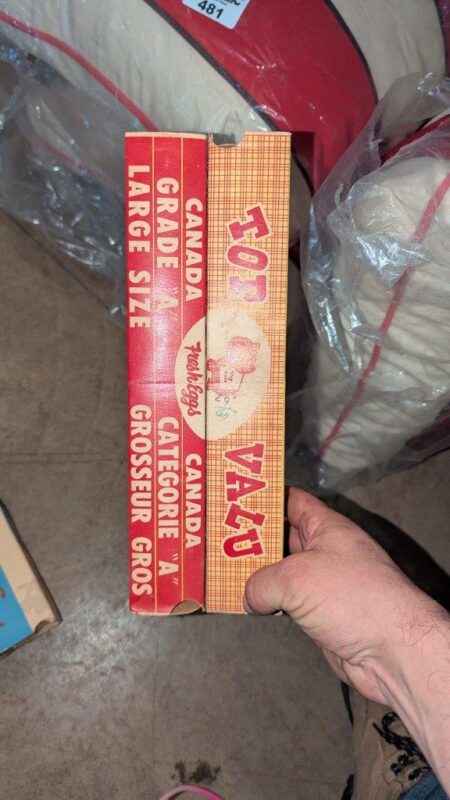 481
CANADA
GRADE "A"
LARGE SIZE
CANADA
CATEGORIE "A"
GROSSEUR GROS
Fresh Eggs
TOP VALU